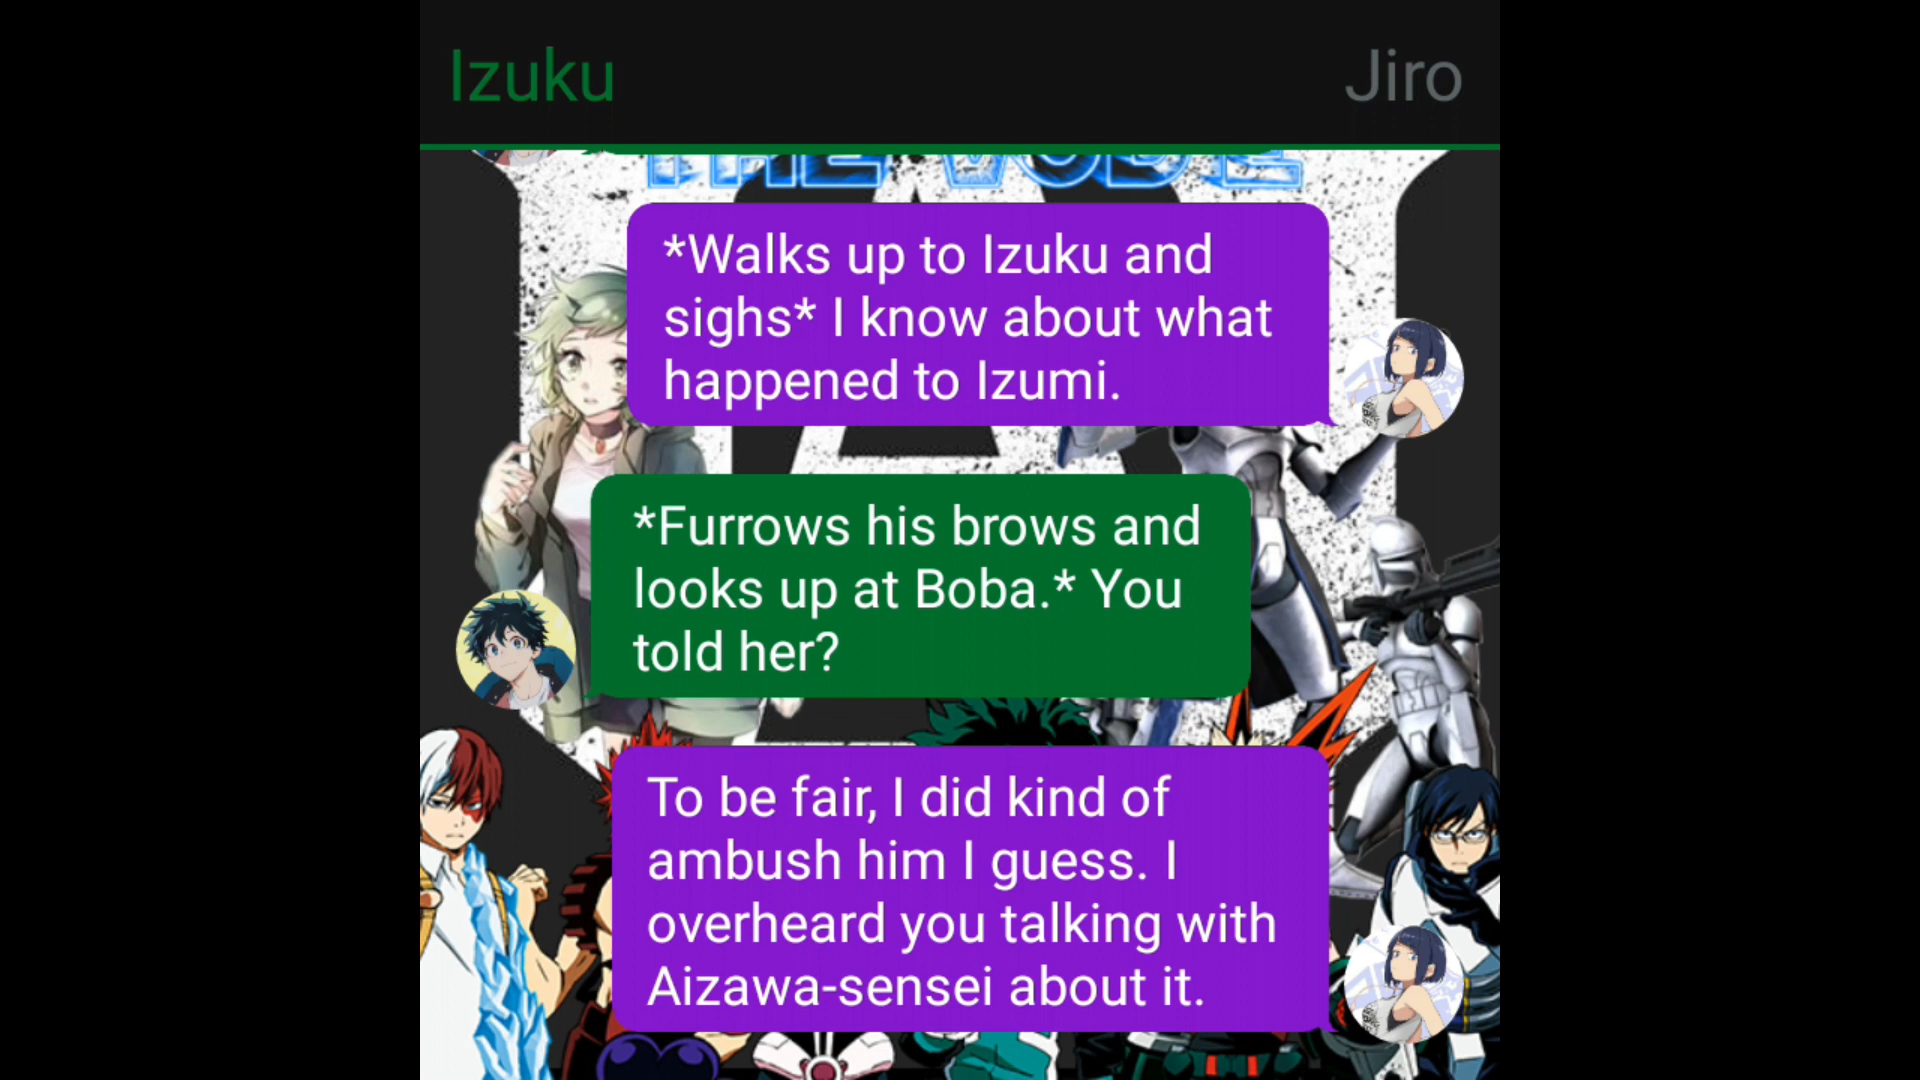 Izuku
Jiro
THE VODE
*Walks up to Izuku and
sighs* I know about what
happened to Izumi.
*Furrows his brows and
looks up at Boba.* You
told her?
To be fair, I did kind of
ambush him I guess. I
overheard you talking with
Aizawa-sensei about it.